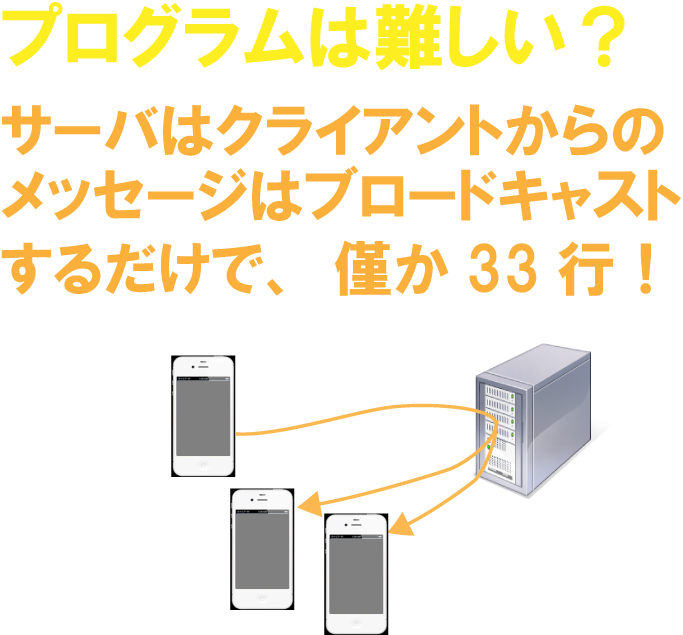 プログラムは難しい？
サーバはクライアントからの
メッセージはブロードキャスト
するだけで、 僅か 33 行！